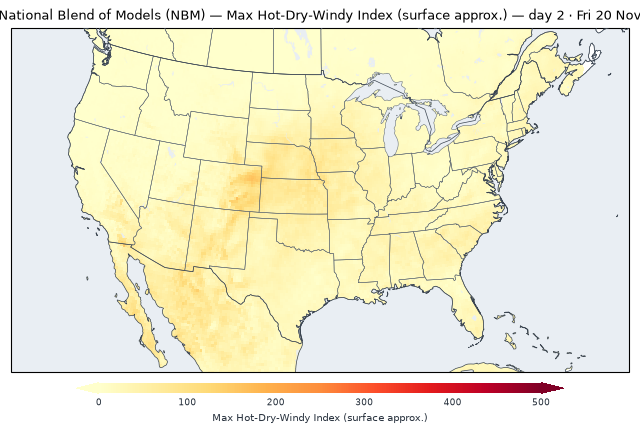 National Blend of Models (NBM) — Max Hot-Dry-Windy Index (surface approx.) — day 2 · Fri 20 Nov
0 100 200 300 400 500
Max Hot-Dry-Windy Index (surface approx.)